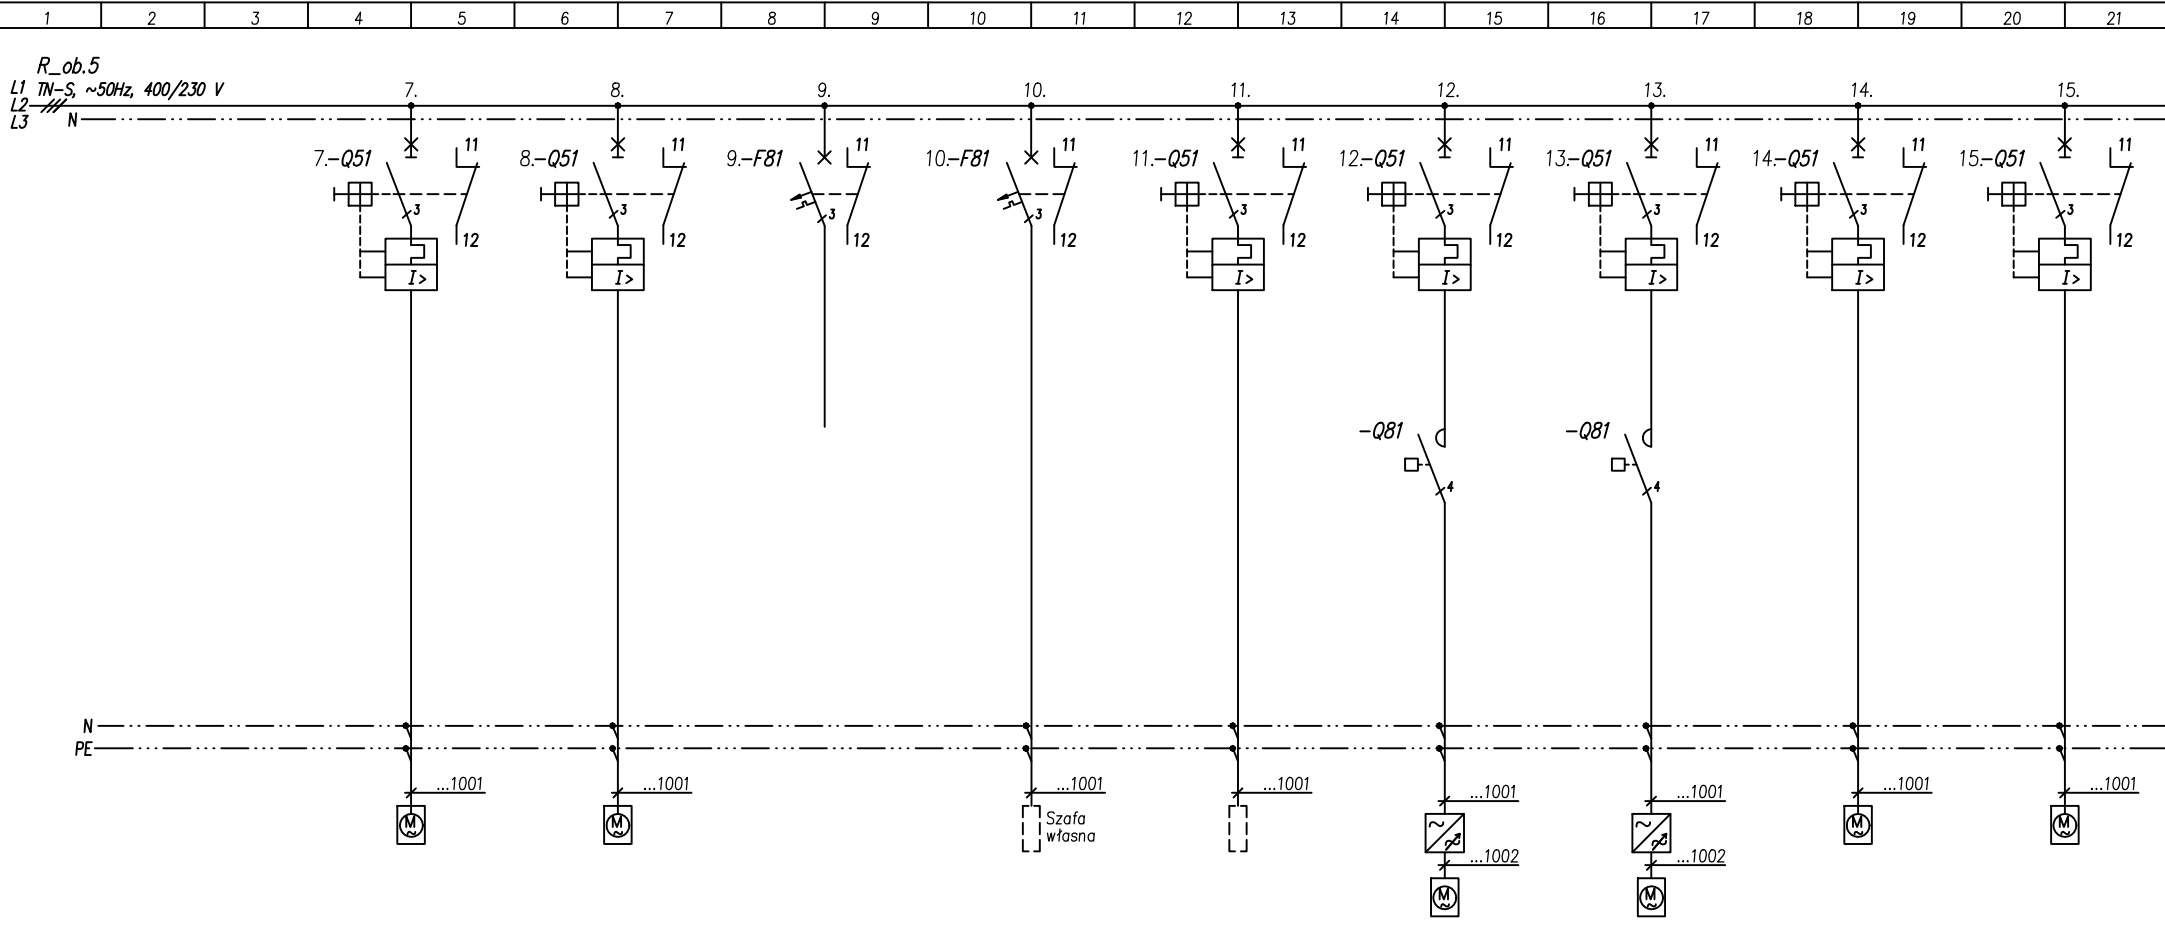 1 2 3 4 5 6 7 8 9 10 11 12 13 14 15 16 17 18 19 20 21
R_ob.5
L1 TN-S, ~50Hz, 400/230 V 7. 8. 9. 10. 11. 12. 13. 14. 15.
L2
L3 N
11 11 11 11 11 11 11 11 11
7.-Q51 8.-Q51 9.-F81 10.-F81 11.-Q51 12.-Q51 13.-Q51 14.-Q51 15.-Q51
3 3 3 3 3 3 3 3 3
12 12 12 12 12 12 12 12 12
I> I> I> I> I> I> I>
-Q81 -Q81
4 4
N
PE
...1001 ...1001 ...1001 ...1001 ...1001 ...1001 ...1001 ...1001
M ~ M ~ Szafa ~ ~ M ~ M ~
własna
...1002 ...1002
M ~ M ~